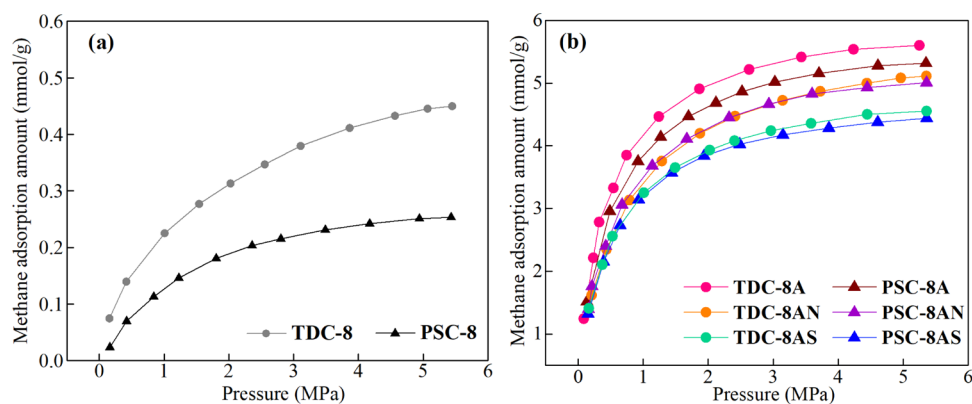 (a)
Methane adsorption amount (mmol/g)
0.6
0.5
0.4
0.3
0.2
0.1
0.0
TDC-8 PSC-8
0 1 2 3 4 5 6
Pressure (MPa)
(b)
Methane adsorption amount (mmol/g)
6
5
4
3
2
1
TDC-8A PSC-8A
TDC-8AN PSC-8AN
TDC-8AS PSC-8AS
0 1 2 3 4 5 6
Pressure (MPa)